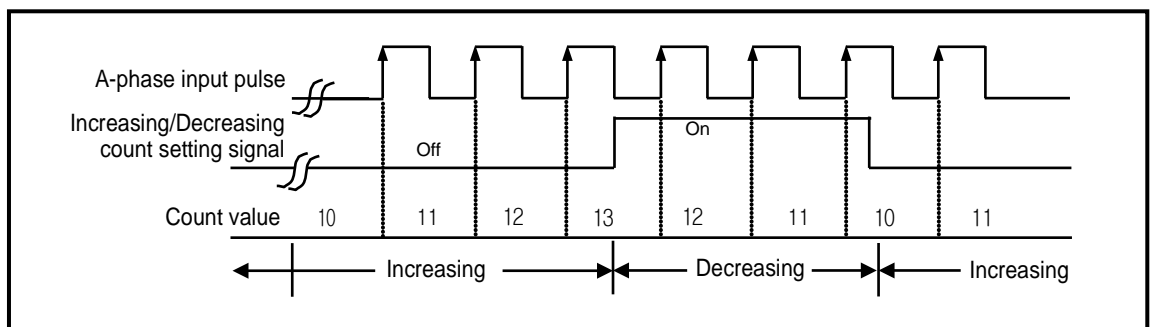 A-phase input pulse
Increasing/Decreasing
count setting signal
Off
On
Count value
10 11 12 13 12 11 10 11
Increasing Decreasing Increasing